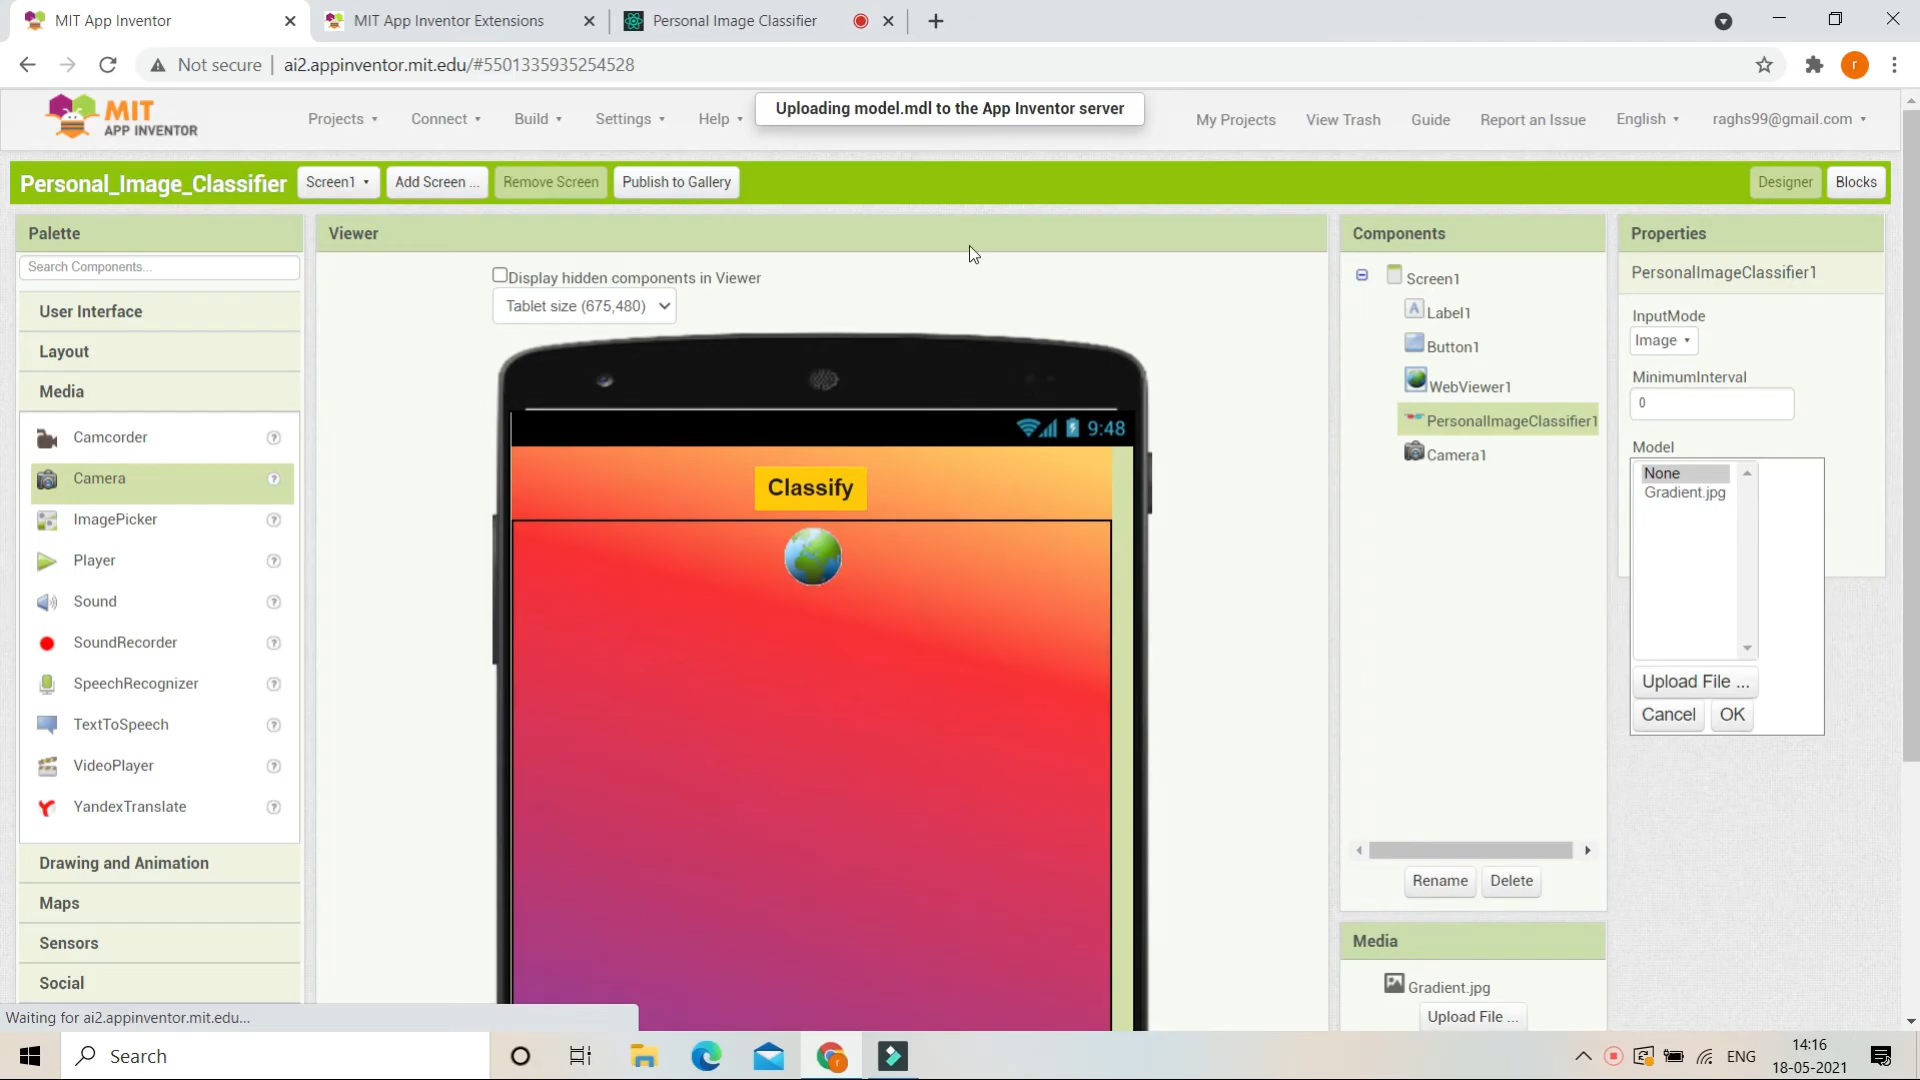 MIT App Inventor
MIT App Inventor Extensions
Personal Image Classifier
Not secure
ai2.appinventor.mit.edu/#5501335935254528
r
MIT
APP INVENTOR
Projects
Connect
Build
Settings
Help
Uploading model.mdl to the App Inventor server
My Projects
View Trash
Guide
Report an Issue
English
raghs99@gmail.com
Personal_Image_Classifier
Screen1
Add Screen ...
Remove Screen
Publish to Gallery
Designer
Blocks
Palette
Search Components...
User Interface
Layout
Media
Camcorder
?
Camera
?
ImagePicker
?
Player
?
Sound
?
SoundRecorder
?
SpeechRecognizer
?
TextToSpeech
?
VideoPlayer
?
YandexTranslate
?
Drawing and Animation
Maps
Sensors
Social
Viewer
Display hidden components in Viewer
Tablet size (675,480)
9:48
Classify
Components
Screen1
A
Label1
Button1
WebViewer1
PersonalImageClassifier1
Camera1
Rename
Delete
Media
Gradient.jpg
Upload File ...
Properties
PersonalImageClassifier1
InputMode
Image
MinimumInterval
0
Model
None
Gradient.jpg
Upload File ...
Cancel
OK
Waiting for ai2.appinventor.mit.edu...
Search
r
ENG
14:16
18-05-2021